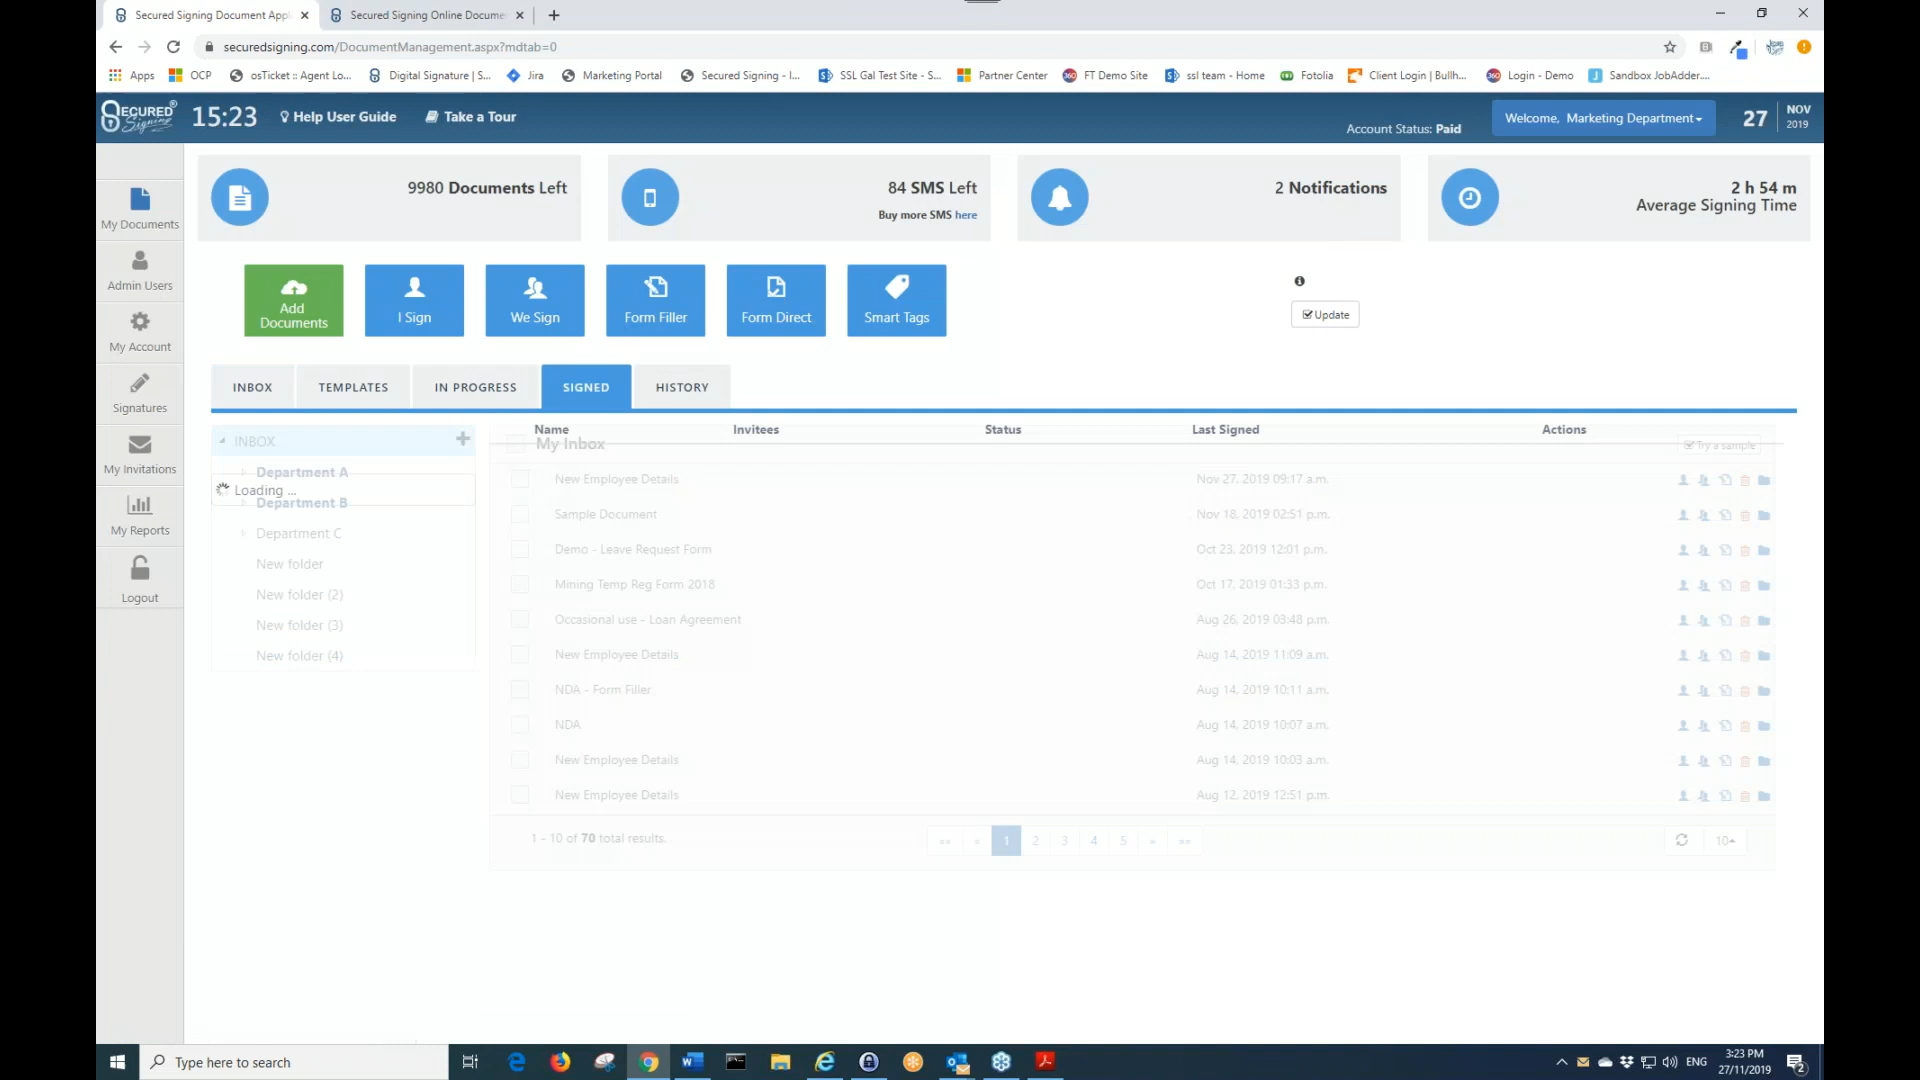 Secured Signing Document Appl
Secured Signing Online Docume
securedsigning.com/DocumentManagement.aspx?mdtab=0
Apps
OCP
osTicket :: Agent Lo...
Digital Signature | S...
Jira
Marketing Portal
Secured Signing - I...
SSL Gal Test Site - S...
Partner Center
FT Demo Site
ssl team - Home
Fotolia
Client Login | Bullh...
Login - Demo
Sandbox JobAdder....
SECURED Signing
15:23
Help User Guide
Take a Tour
Account Status: Paid
Welcome, Marketing Department
27
NOV
2019
My Documents
Admin Users
My Account
Signatures
My Invitations
My Reports
Logout
9980 Documents Left
84 SMS Left
Buy more SMS here
2 Notifications
2 h 54 m
Average Signing Time
Add
Documents
I Sign
We Sign
Form Filler
Form Direct
Smart Tags
Update
INBOX
TEMPLATES
IN PROGRESS
SIGNED
HISTORY
INBOX
Department A
Loading ...
Department B
Department C
New folder
New folder (2)
New folder (3)
New folder (4)
Name Invitees Status Last Signed Actions
My Inbox
Try a sample
New Employee Details Nov 27, 2019 09:17 a.m.
Sample Document Nov 18, 2019 02:51 p.m.
Demo - Leave Request Form Oct 23, 2019 12:01 p.m.
Mining Temp Reg Form 2018 Oct 17, 2019 01:33 p.m.
Occasional use - Loan Agreement Aug 26, 2019 03:48 p.m.
New Employee Details Aug 14, 2019 11:09 a.m.
NDA - Form Filler Aug 14, 2019 10:11 a.m.
NDA Aug 14, 2019 10:07 a.m.
New Employee Details Aug 14, 2019 10:03 a.m.
New Employee Details Aug 12, 2019 12:51 p.m.
1 - 10 of 70 total results.
«« « 1 2 3 4 5 » »»
10
Type here to search
ENG
3:23 PM
27/11/2019
2